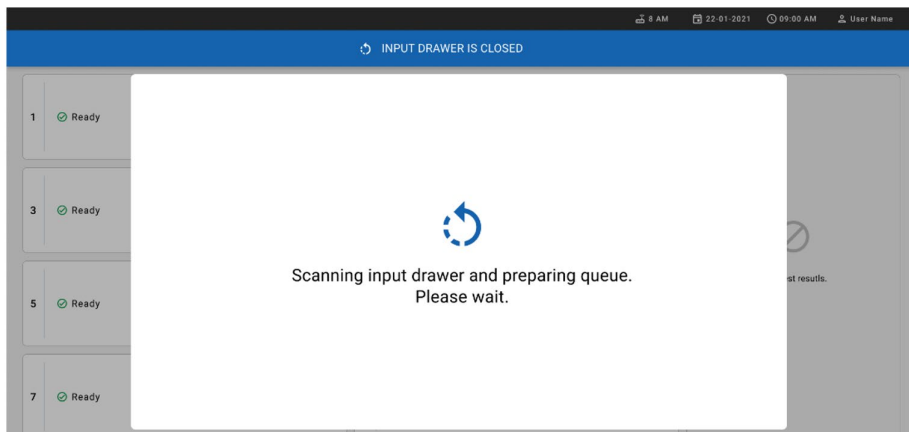 8 AM 22-01-2021 09:00 AM User Name
INPUT DRAWER IS CLOSED
1 Ready
3 Ready
Scanning input drawer and preparing queue.
Please wait.
st resutls.
5 Ready
7 Ready